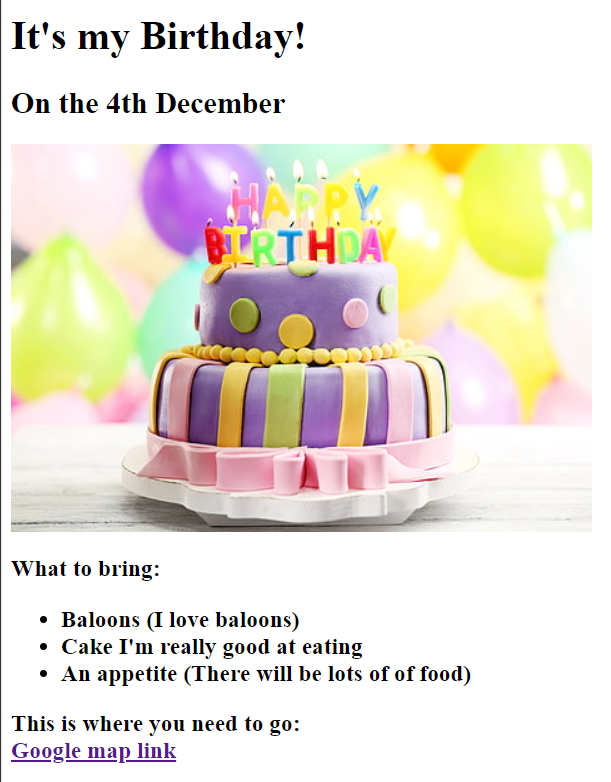 It's my Birthday!
On the 4th December
HAPPY
BIRTHDAY
What to bring:
Baloons (I love baloons)
Cake I'm really good at eating
An appetite (There will be lots of of food)
This is where you need to go:
Google map link